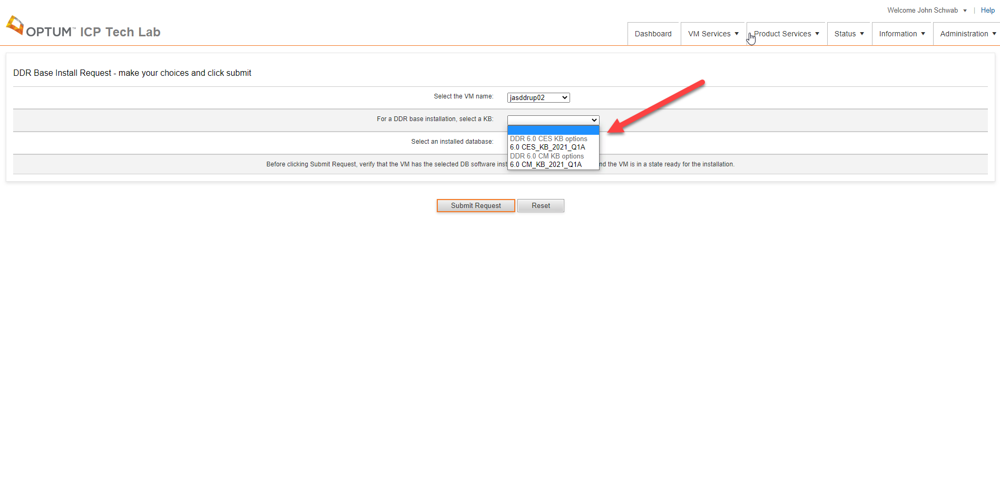 Welcome John Schwab ▼ | Help
OPTUM™ ICP Tech Lab
Dashboard VM Services ▼ Product Services ▼ Status ▼ Information ▼ Administration ▼
DDR Base Install Request - make your choices and click submit
Select the VM name: jasddrup02
For a DDR base installation, select a KB:
DDR 6.0 CES KB options
Select an installed database:
6.0 CES_KB_2021_Q1A
DDR 6.0 CM KB options
Before clicking Submit Request, verify that the VM has the selected DB software inst
6.0 CM_KB_2021_Q1A
nd the VM is in a state ready for the installation.
Submit Request Reset